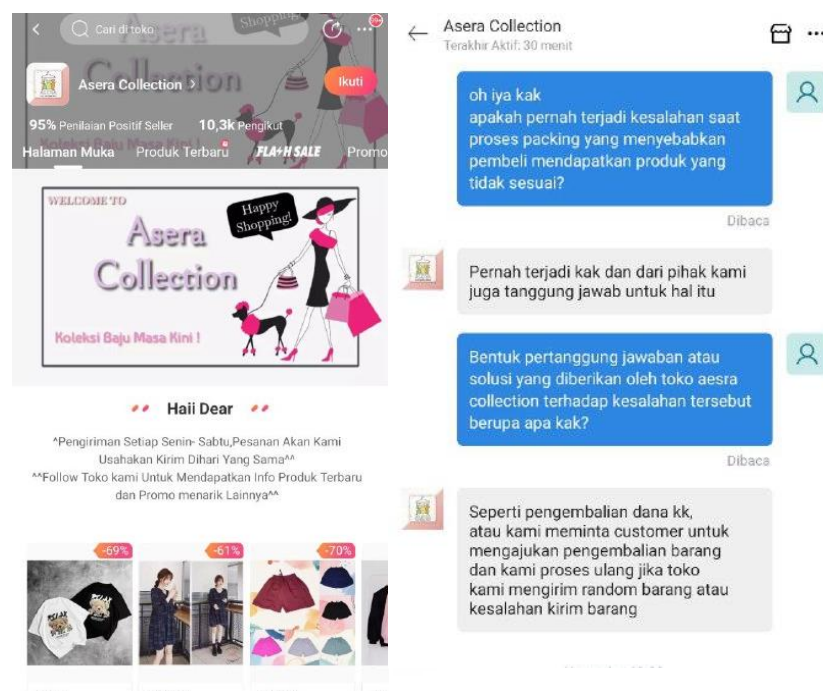 Cari di toko
99+
Asera Collection >
Ikuti
95% Penilaian Positif Seller 10,3k Pengikut
Halaman Muka Produk Terbaru FLASH SALE Promo
WELCOME TO
Asera
Collection
Happy
Shopping!
Koleksi Baju Masa Kini !
Haii Dear
^Pengiriman Setiap Senin- Sabtu,Pesanan Akan Kami
Usahakan Kirim Dihari Yang Sama^^
^^Follow Toko kami Untuk Mendapatkan Info Produk Terbaru
dan Promo menarik Lainnya^^
-69%
-61%
-70%
RELAX
Asera Collection
Terakhir Aktif: 30 menit
oh iya kak
apakah pernah terjadi kesalahan saat
proses packing yang menyebabkan
pembeli mendapatkan produk yang
tidak sesuai?
Dibaca
Pernah terjadi kak dan dari pihak kami
juga tanggung jawab untuk hal itu
Bentuk pertanggung jawaban atau
solusi yang diberikan oleh toko aesra
collection terhadap kesalahan tersebut
berupa apa kak?
Dibaca
Seperti pengembalian dana kk,
atau kami meminta customer untuk
mengajukan pengembalian barang
dan kami proses ulang jika toko
kami mengirim random barang atau
kesalahan kirim barang